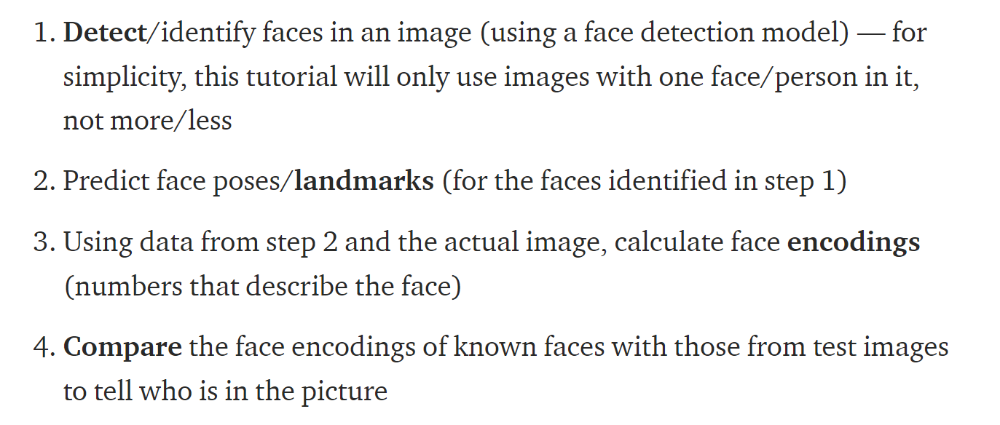 1. Detect/identify faces in an image (using a face detection model) — for
simplicity, this tutorial will only use images with one face/person in it,
not more/less
2. Predict face poses/landmarks (for the faces identified in step 1)
3. Using data from step 2 and the actual image, calculate face encodings
(numbers that describe the face)
4. Compare the face encodings of known faces with those from test images
to tell who is in the picture